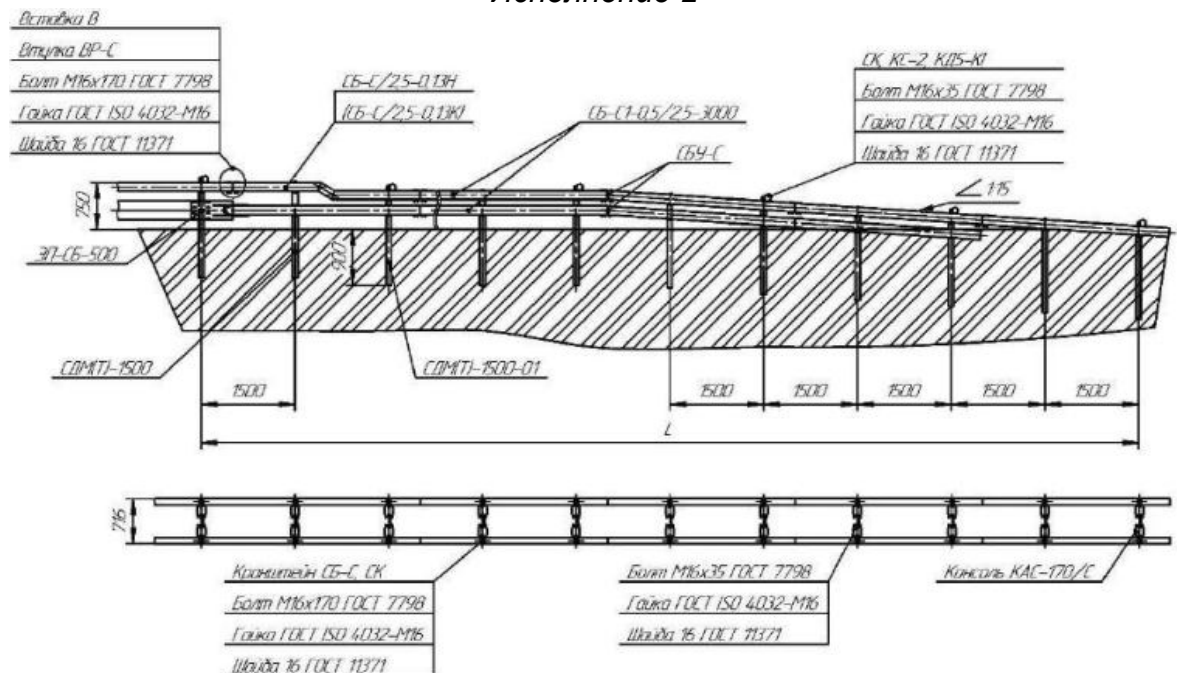 Исполнение
Вставка В
Втулка ВР-С
Болт М16х170 ГОСТ 7798
Гайка ГОСТ ISO 4032-М16
Шайба 16 ГОСТ 11371
СБ-С/2,5-0,13Н
(СБ-С/2,5-0,13К)
СБ-С1-0,5/2,5-3000
СБУ-С
СК, КС-2, КД5-К1
Болт М16х35 ГОСТ 7798
Гайка ГОСТ ISO 4032-М16
Шайба 16 ГОСТ 11371
1:15
750
ЭП-СБ-500
900
СДМ(Т)-1500
СДМ(Т)-1500-01
1500
1500
1500
1500
1500
1500
L
716
Кронштейн СБ-С, СК
Болт М16х170 ГОСТ 7798
Гайка ГОСТ ISO 4032-М16
Шайба 16 ГОСТ 11371
Болт М16х35 ГОСТ 7798
Гайка ГОСТ ISO 4032-М16
Шайба 16 ГОСТ 11371
Консоль КАС-170/С